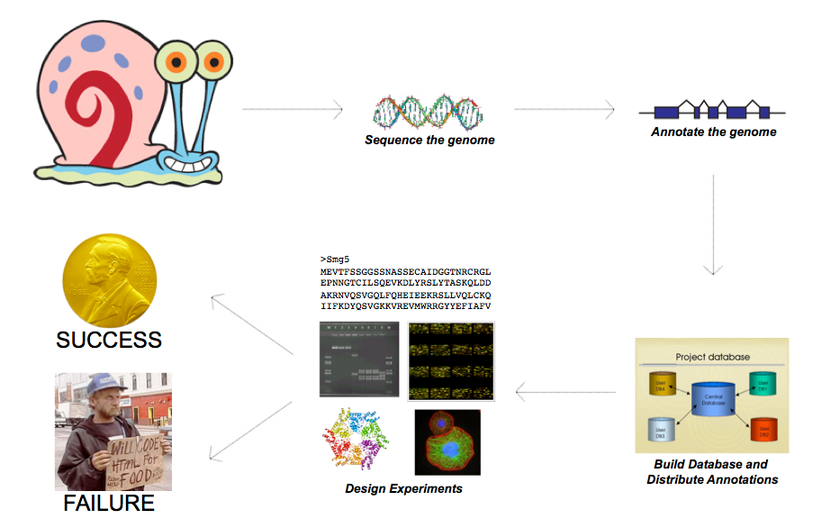 Sequence the genome
Annotate the genome
Project database
User
DB4
User
DB1
Central
Database
User
DB3
User
DB2
Build Database and
Distribute Annotations
>Smg5
MEVTFSSGGSSNASSECAIDGGTNRCRGL
EPNNGTCILSQEVKDLYRSLYTASKQLDD
AKRNVQSVGQLFQHEIEEKRSLLVQLCKQ
IIFKDYQSVGKKVREVMWRRGYYEFIAFV
Design Experiments
SUCCESS
WiLL CODE
HTML FOR
FOOD
FAILURE